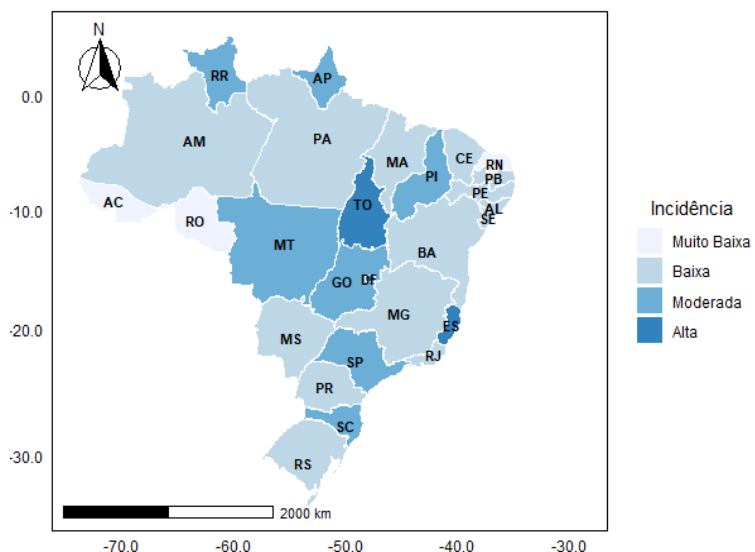 N
RR
AP
0.0
AM
PA
MA
CE
RN
PB
PI
PE
AC
TO
AL
-10.0
RO
SE
MT
BA
GO
DF
MG
ES
-20.0
MS
RJ
SP
PR
SC
-30.0
RS
2000 km
-70.0
-60.0
-50.0
-40.0
-30.0
Incidência
Muito Baixa
Baixa
Moderada
Alta